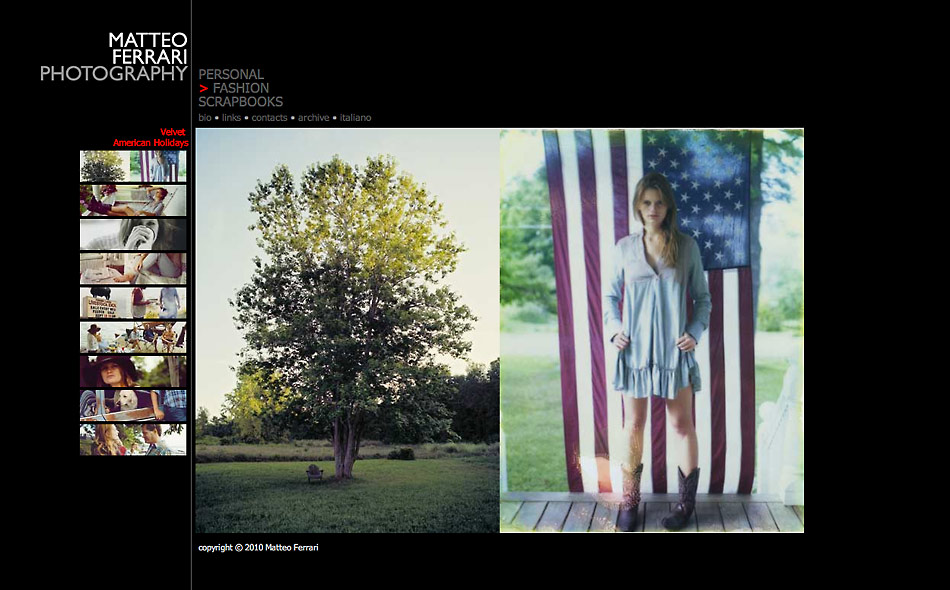 MATTEO
FERRARI
PHOTOGRAPHY
PERSONAL
> FASHION
SCRAPBOOKS
bio • links • contacts • archive • italiano
Velvet
American Holidays
copyright © 2010 Matteo Ferrari